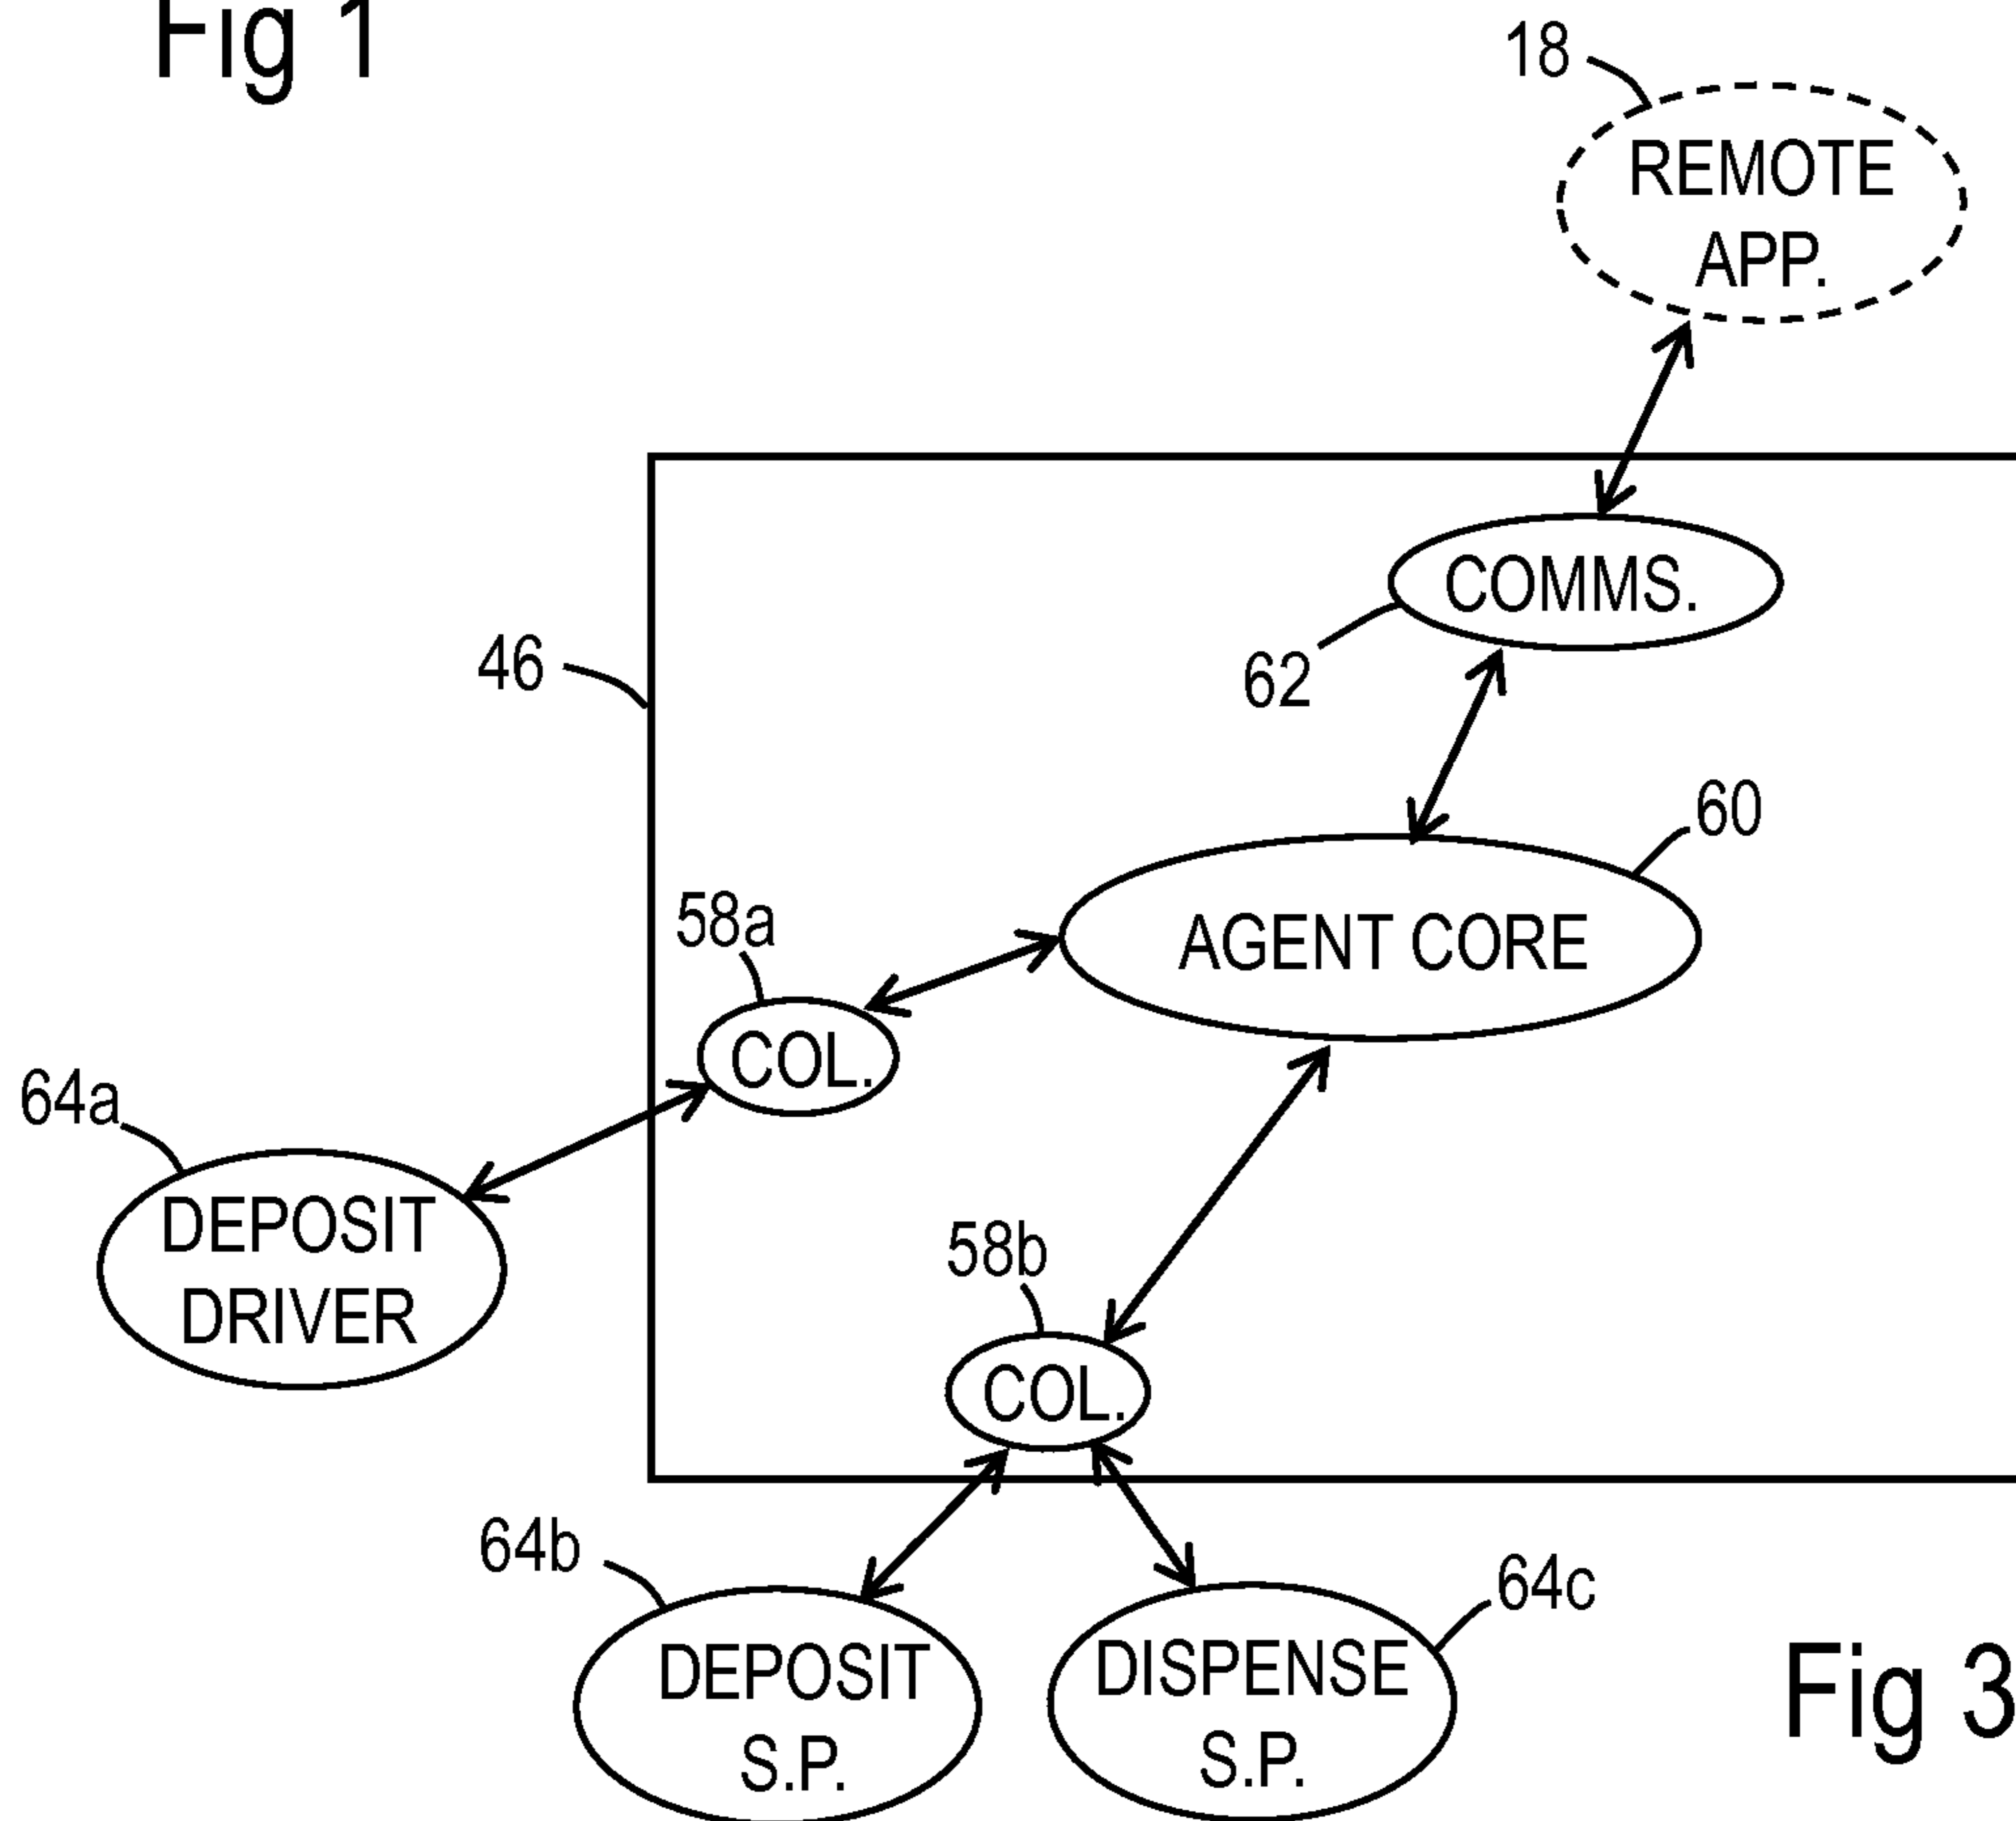 Fig 1
18
REMOTE
APP.
COMMS.
46
62
60
58a
AGENT CORE
COL.
64a
DEPOSIT
DRIVER
58b
COL.
64b
64c
DEPOSIT
S.P.
DISPENSE
S.P.
Fig 3